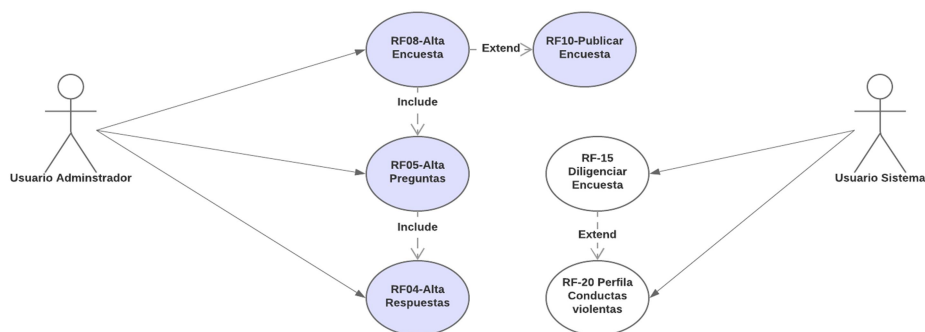 RF08-Alta
Encuesta
Extend
RF10-Publicar
Encuesta
Include
Usuario Adminstrador
RF05-Alta
Preguntas
RF-15
Diligenciar
Encuesta
Usuario Sistema
Include
Extend
RF04-Alta
Respuestas
RF-20 Perfila
Conductas
violentas